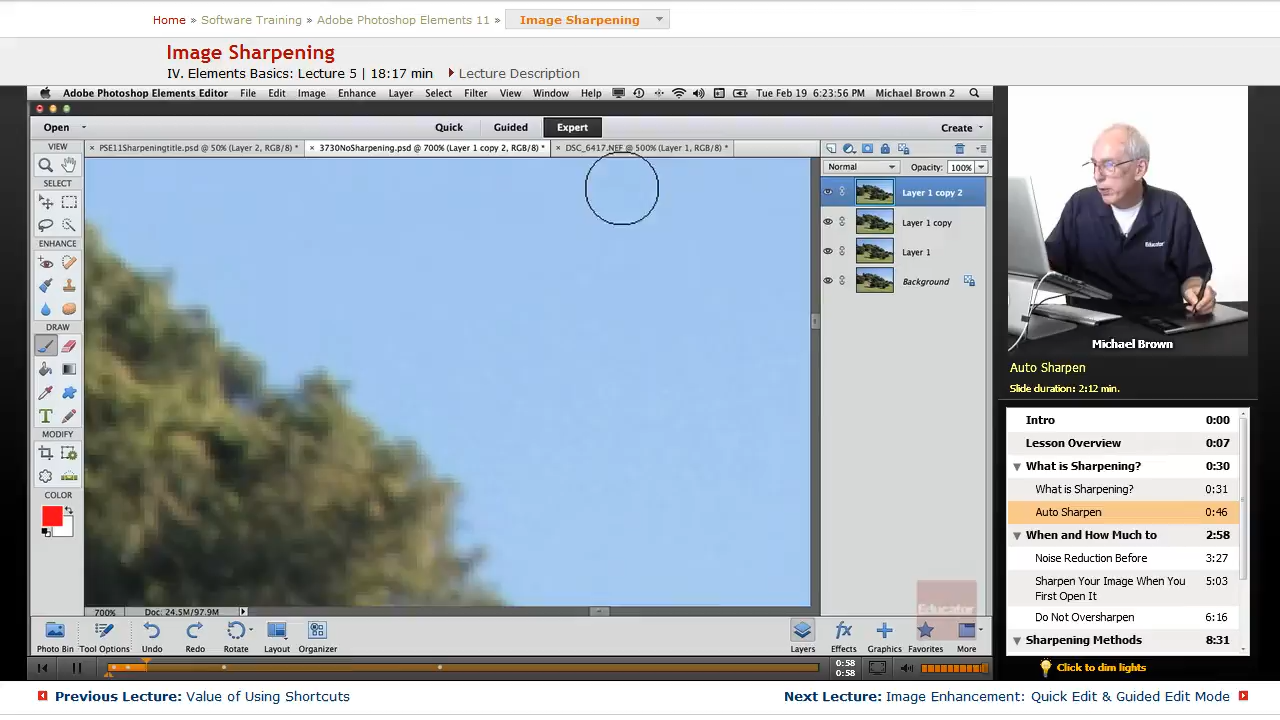 Home » Software Training » Adobe Photoshop Elements 11 » Image Sharpening
Image Sharpening
IV. Elements Basics: Lecture 5 | 18:17 min Lecture Description
Adobe Photoshop Elements Editor File Edit Image Enhance Layer Select Filter View Window Help Tue Feb 19 6:23:56 PM Michael Brown 2
Open Quick Guided Expert Create
VIEW
× PSE11Sharpeningtitle.psd @ 50% (Layer 2, RGB/8) * × 3730NoSharpening.psd @ 700% (Layer 1 copy 2, RGB/8) * × DSC_6417.NEF @ 500% (Layer 1, RGB/8) *
Normal Opacity: 100%
SELECT
Layer 1 copy 2
Layer 1 copy
Layer 1
Background
ENHANCE
DRAW
T
MODIFY
COLOR
700% Doc: 24.5M/97.9M
Photo Bin Tool Options Undo Redo Rotate Layout Organizer Layers Effects Graphics Favorites More
fx
Educator
0:58
0:58
Educator
Michael Brown
Auto Sharpen
Slide duration: 2:12 min.
Intro 0:00
Lesson Overview 0:07
What is Sharpening? 0:30
What is Sharpening? 0:31
Auto Sharpen 0:46
When and How Much to 2:58
Noise Reduction Before 3:27
Sharpen Your Image When You 5:03
First Open It
Do Not Oversharpen 6:16
Sharpening Methods 8:31
Click to dim lights
Previous Lecture: Value of Using Shortcuts
Next Lecture: Image Enhancement: Quick Edit & Guided Edit Mode